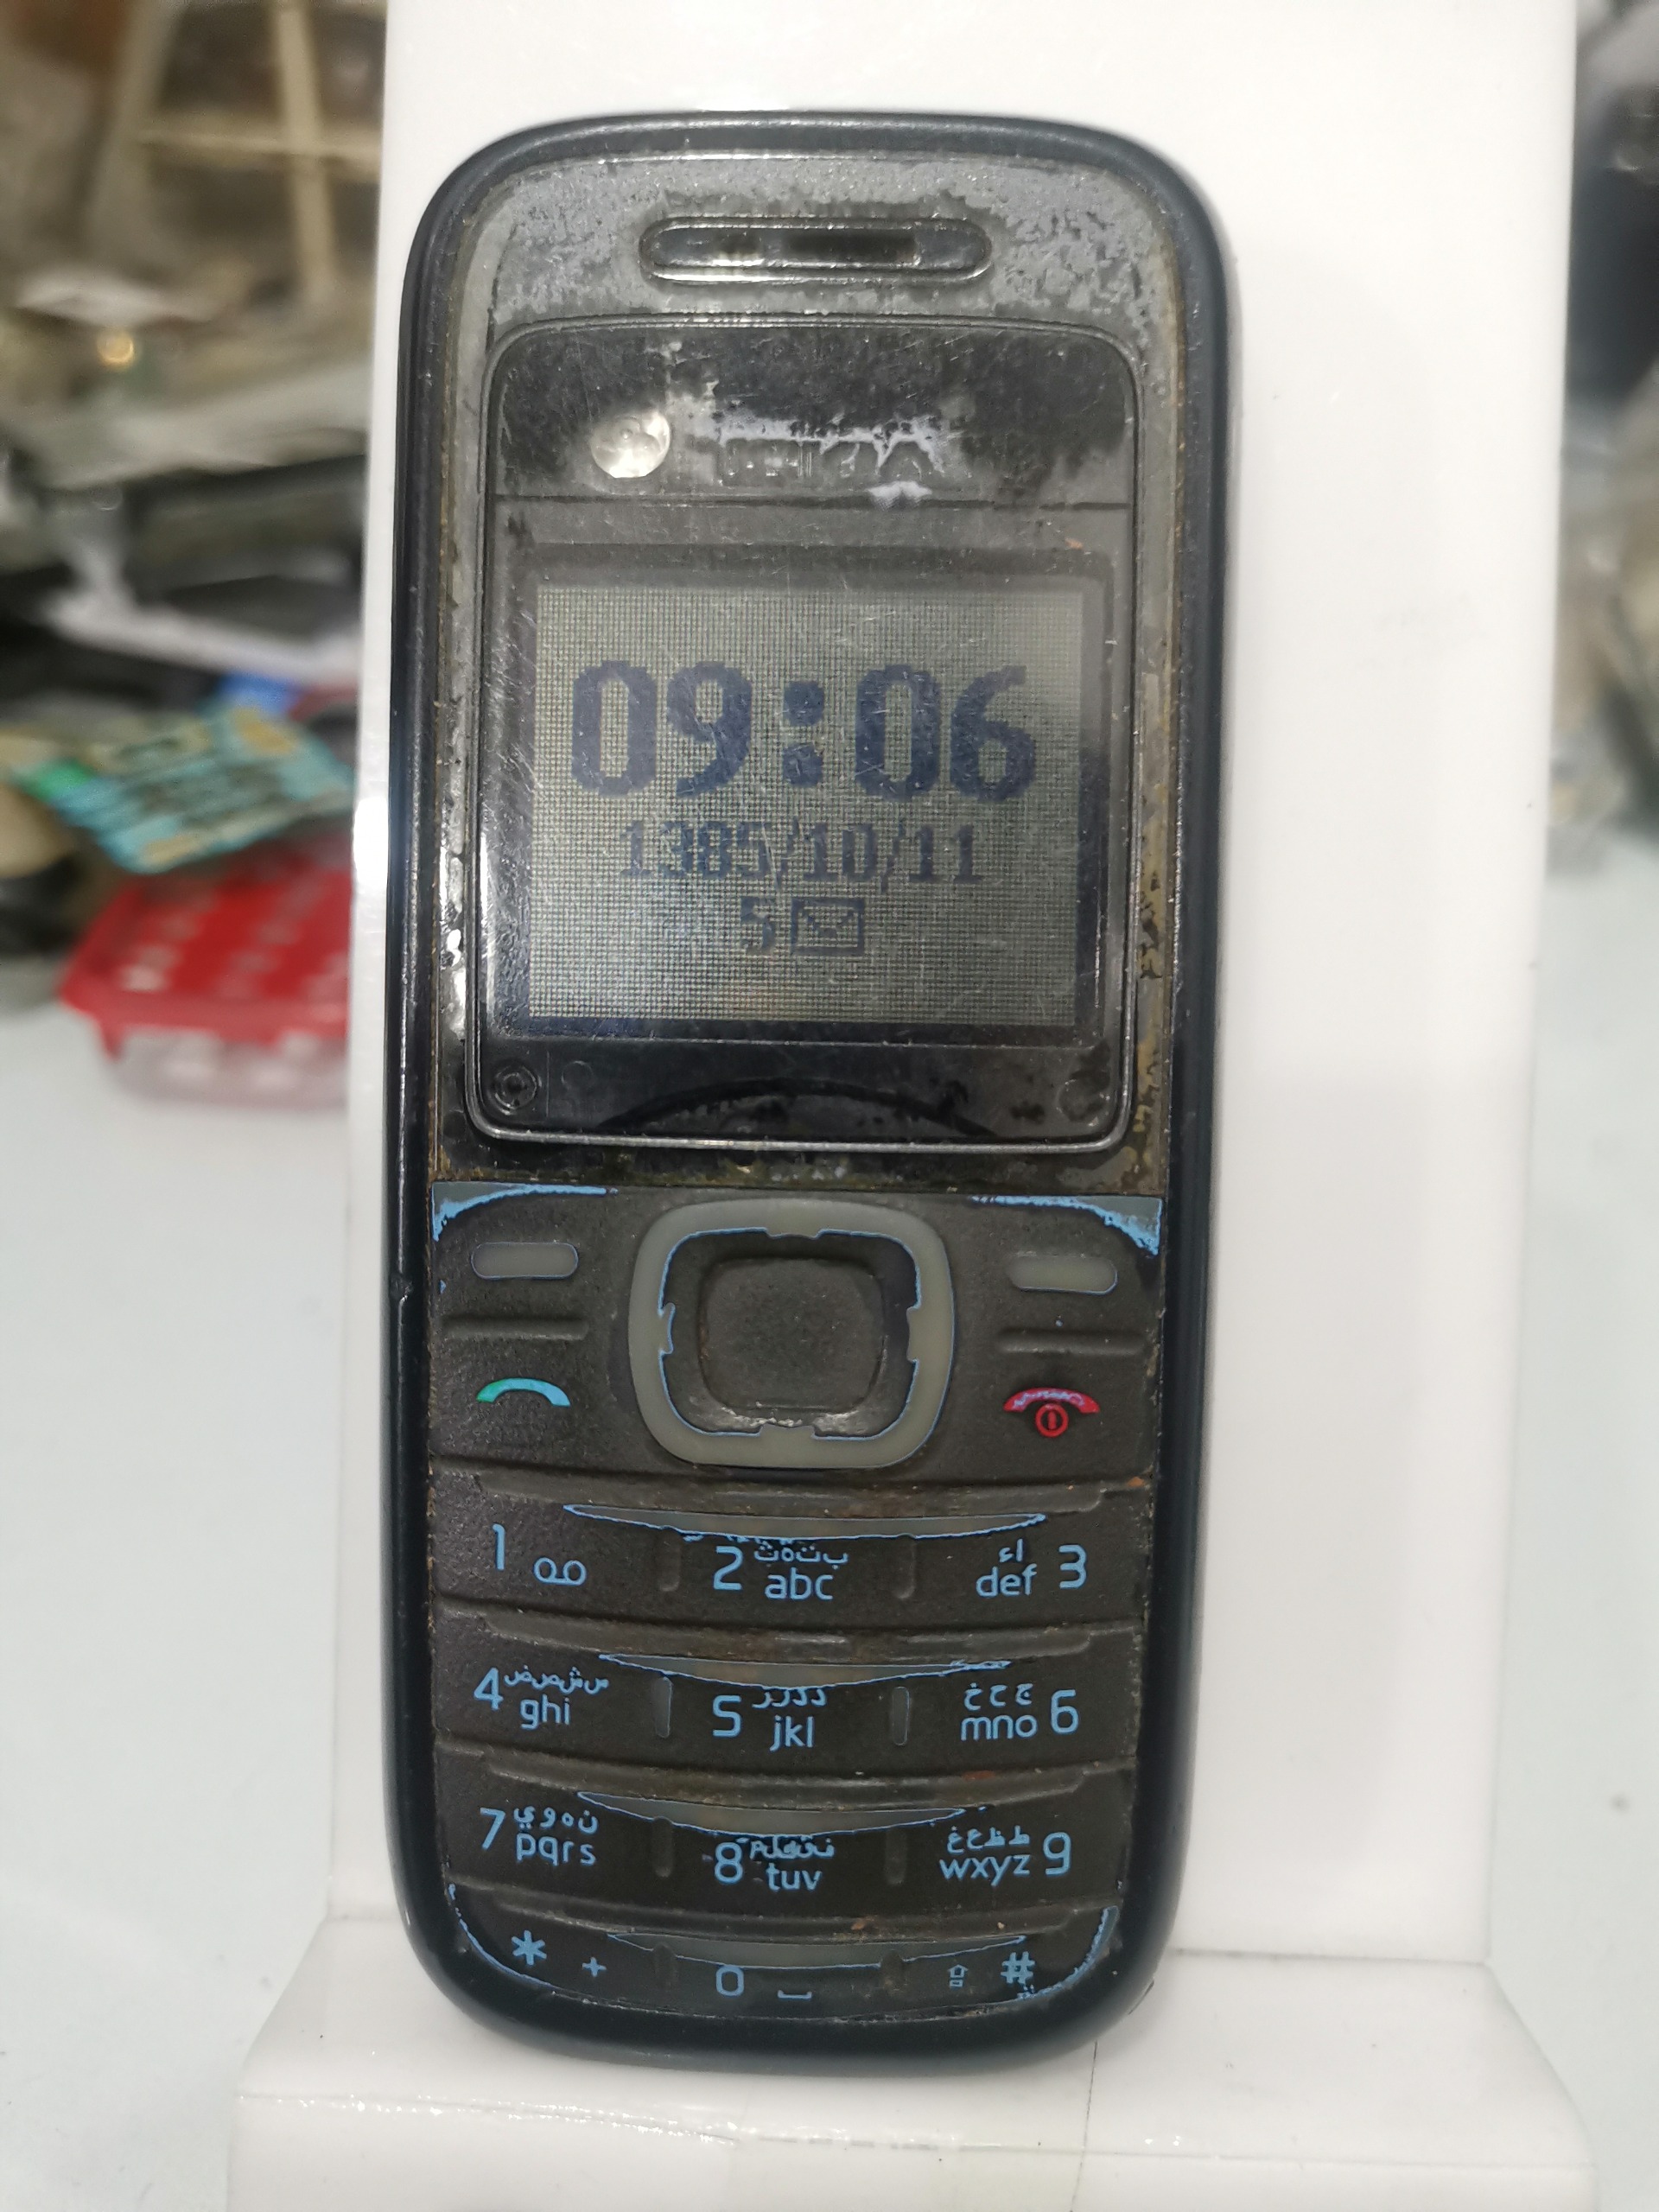 09:06
1385/10/11
5
1
2 ب ت ة ث abc
ا ء def 3
4 س ش ص ض ghi
5 د ذ ر ز jkl
ج ح خ mno 6
7 ن ه و ي pqrs
8 ف ق ك ل م tuv
ط ظ ع غ wxyz 9
* +
0
#